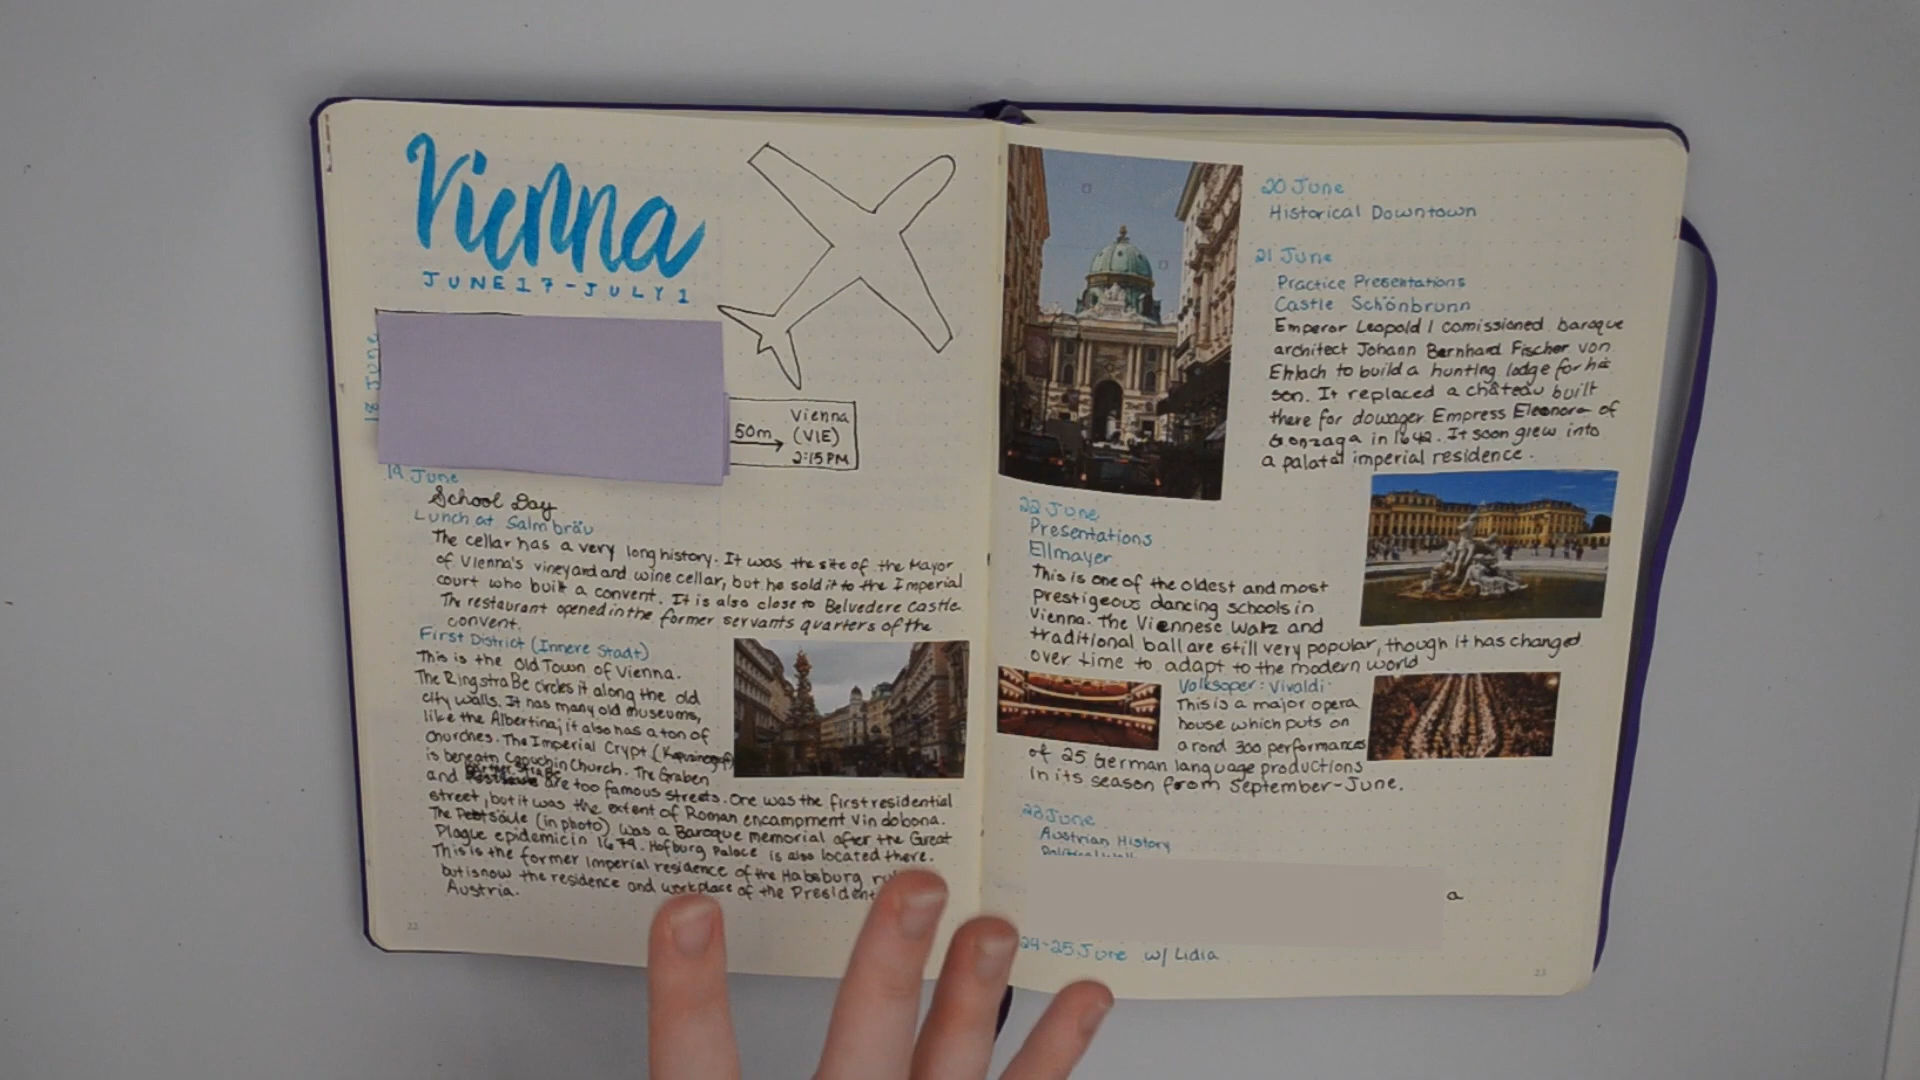 Vienna
JUNE 17 - JULY 1
18 June
50m
Vienna
(VIE)
2:15 PM
19 June
School Day
Lunch at Salmbräu
The cellar has a very long history. It was the site of the Mayor
of Vienna's vineyard and wine cellar, but he sold it to the Imperial
court who built a convent. It is also close to Belvedere Castle.
The restaurant opened in the former servants quarters of the
convent.
First District (Innere Stadt)
This is the Old Town of Vienna.
The RingstraBe circles it along the old
city walls. It has many old museums,
like the Albertina; it also has a ton of
churches. The Imperial Crypt
is beneath Capuchin Church. The Graben
and are too famous streets. One was the first residential
street, but it was the extent of Roman encampment Vindobona.
The Pestsäule (in photo) was a Baroque memorial after the Great
Plague epidemic in 1679. Hofburg Palace is also located there.
This is the former imperial residence of the Habsburg
but is now the residence and workplace of the President
Austria.
22
20 June
Historical Downtown
21 June
Practice Presentations
Castle Schönbrunn
Emperor Leopold I comissioned baroque
architect Johann Bernhard Fischer von
Ehlach to build a hunting lodge for his
son. It replaced a château built
there for dowager Empress Eleonora of
Gonzaga in 1642. It soon grew into
a palatal imperial residence.
22 June
Presentations
Ellmayer
This is one of the oldest and most
prestigeous dancing schools in
Vienna. The Viennese Walz and
traditional ball are still very popular, though it has changed
over time to adapt to the modern world
Volksoper: Vivaldi
This is a major opera
house which puts on
arond 300 performances
of 25 German language productions
in its season from September-June.
23 June
Austrian History
a
24-25 June w/ Lidia
23